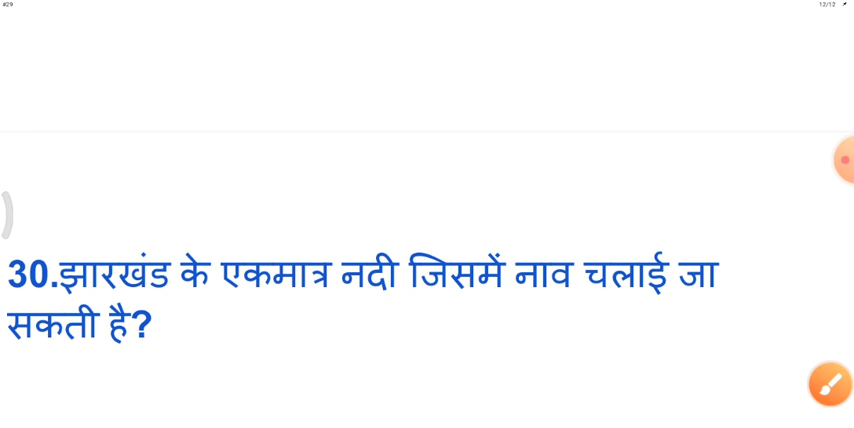 #29
12/12
30.झारखंड के एकमात्र नदी जिसमें नाव चलाई जा
सकती है?